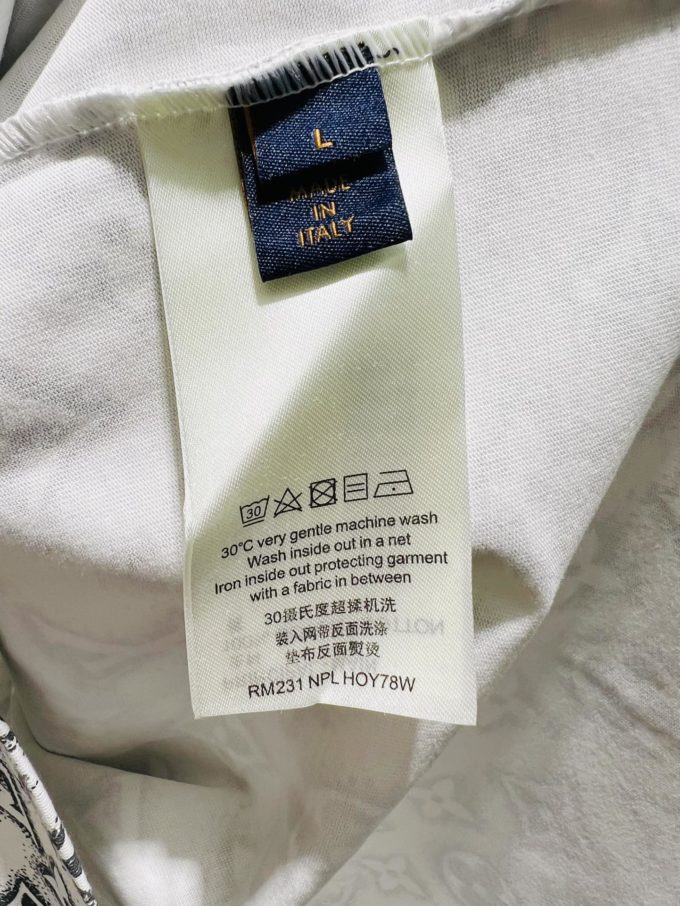 L
MADE
IN
ITALY
30
30°C very gentle machine wash
Wash inside out in a net
Iron inside out protecting garment
with a fabric in between
30摄氏度超揉机洗
装入网带反面洗涤
垫布反面熨烫
RM231 NPL HOY78W